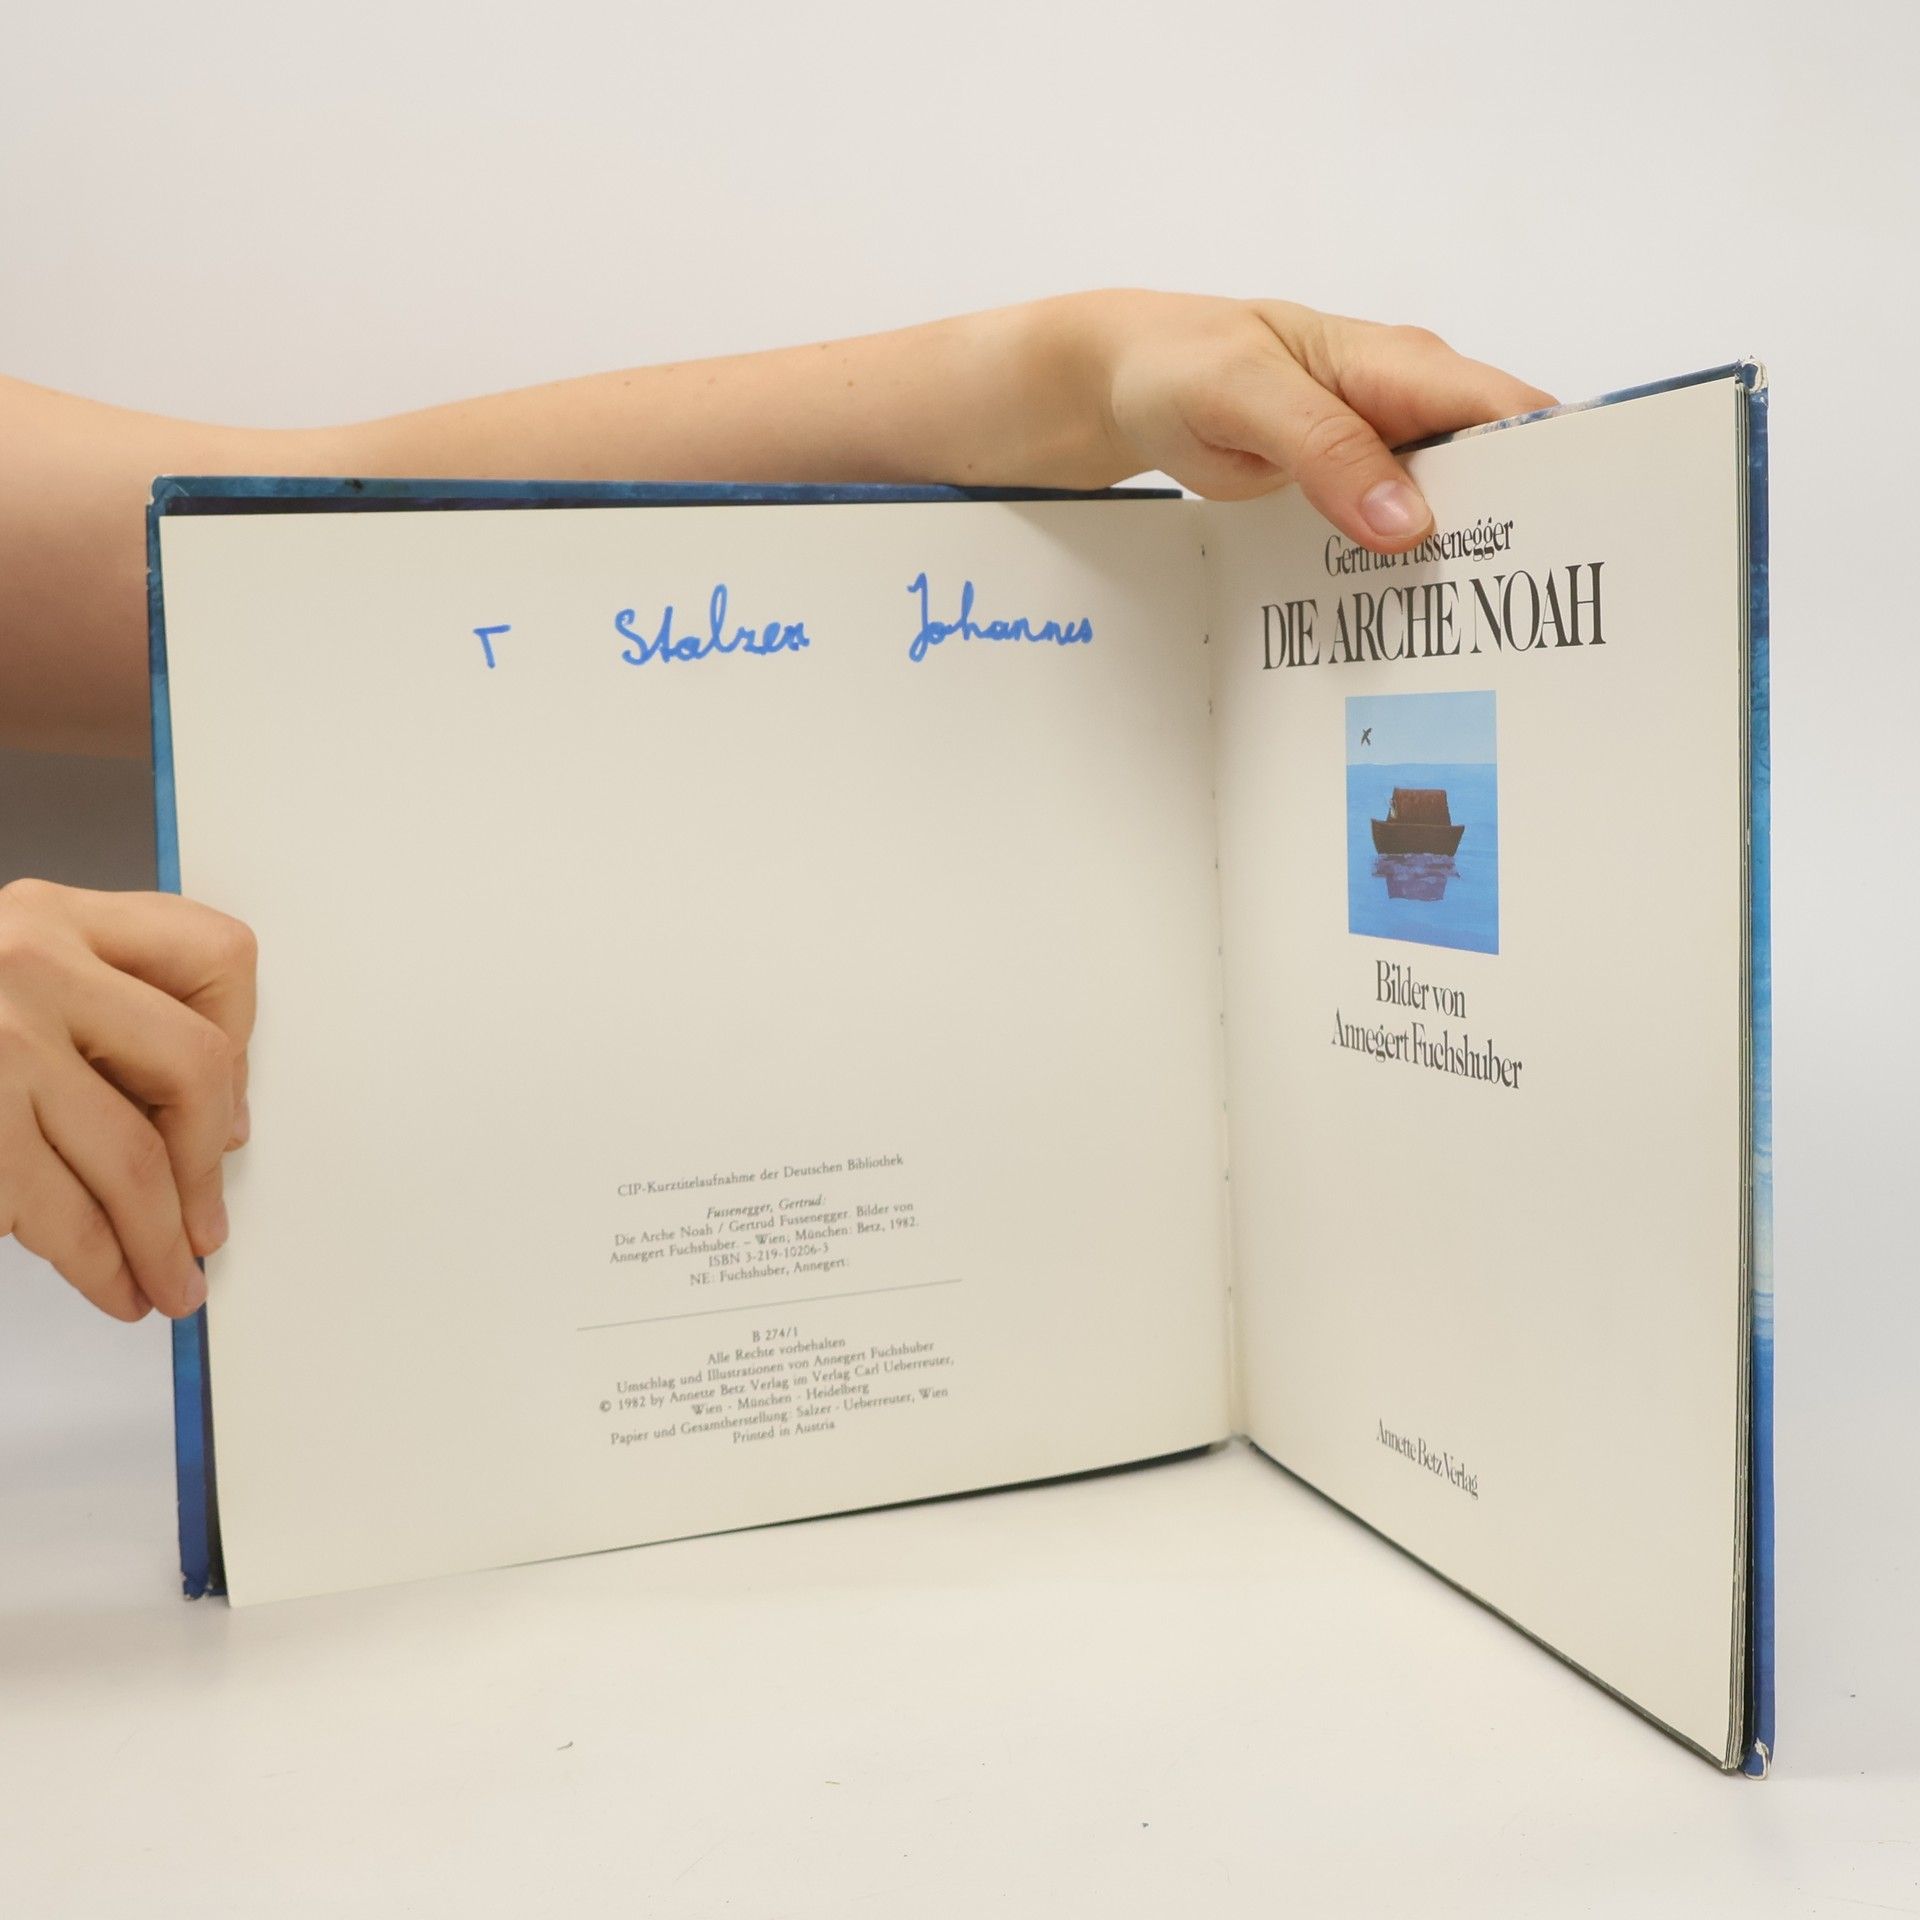 T Stalzer Johannes
CIP-Kurztitelaufnahme der Deutschen Bibliothek
Fussenegger, Gertrud:
Die Arche Noah / Gertrud Fussenegger. Bilder von
Annegert Fuchshuber. – Wien; München: Betz, 1982.
ISBN 3-219-10206-3
NE: Fuchshuber, Annegert:
B 274/1
Alle Rechte vorbehalten
Umschlag und Illustrationen von Annegert Fuchshuber
© 1982 by Annette Betz Verlag im Verlag Carl Ueberreuter,
Wien - München - Heidelberg
Papier und Gesamtherstellung: Salzer - Ueberreuter, Wien
Printed in Austria
Gertrud Fussenegger
DIE ARCHE NOAH
Bilder von
Annegert Fuchshuber
Annette Betz Verlag